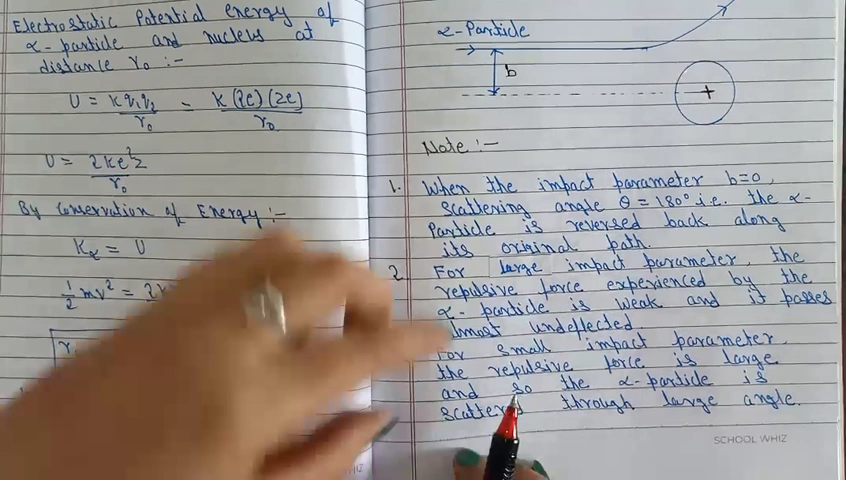 Electrostatic Potential energy of
α-particle and nucleus at
distance r₀ :-
U = Kq₁q₂/r₀ = K(2e)(Ze)/r₀
U = 2Ke²Z/r₀
By Conservation of Energy :-
K_α = U
½mv² = 2
r
α-Particle
b
+
Note :-
1. When the impact parameter b=0,
scattering angle θ = 180° i.e. the α-
Particle is reversed back along
its original path.
2. For large impact parameter, the
repulsive force experienced by the
α-particle is weak and it passes
almost undeflected.
For small impact parameter,
the repulsive force is large
and so the α-particle is
scattered through large angle.
SCHOOL WHIZ
WHIZ